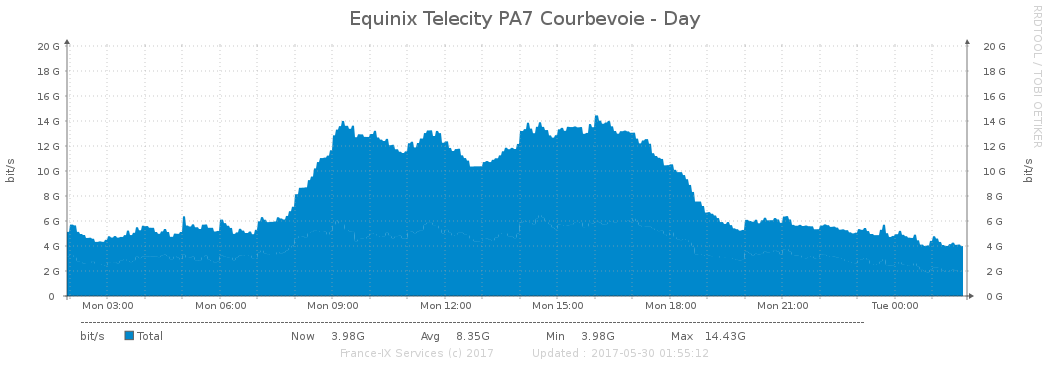 Equinix Telecity PA7 Courbevoie - Day
RRDTOOL / TOBI OETIKER
bit/s
20 G 20 G
18 G 18 G
16 G 16 G
14 G 14 G
12 G 12 G
10 G 10 G
8 G 8 G
6 G 6 G
4 G 4 G
2 G 2 G
0 0 G
bit/s
Mon 03:00 Mon 06:00 Mon 09:00 Mon 12:00 Mon 15:00 Mon 18:00 Mon 21:00 Tue 00:00
bit/s Total Now 3.98G Avg 8.35G Min 3.98G Max 14.43G
France-IX Services (c) 2017 Updated : 2017-05-30 01:55:12